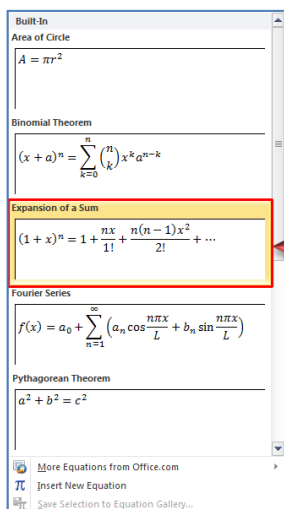 Built-In
Area of Circle
A = πr²
Binomial Theorem
(x + a)ⁿ = ∑ₖ₌₀ⁿ (n k) xᵏaⁿ⁻ᵏ
Expansion of a Sum
(1 + x)ⁿ = 1 + nx/1! + n(n − 1)x²/2! + ⋯
Fourier Series
f(x) = a₀ + ∑ₙ₌₁^∞ (aₙ cos nπx/L + bₙ sin nπx/L)
Pythagorean Theorem
a² + b² = c²
More Equations from Office.com
π Insert New Equation
Save Selection to Equation Gallery...